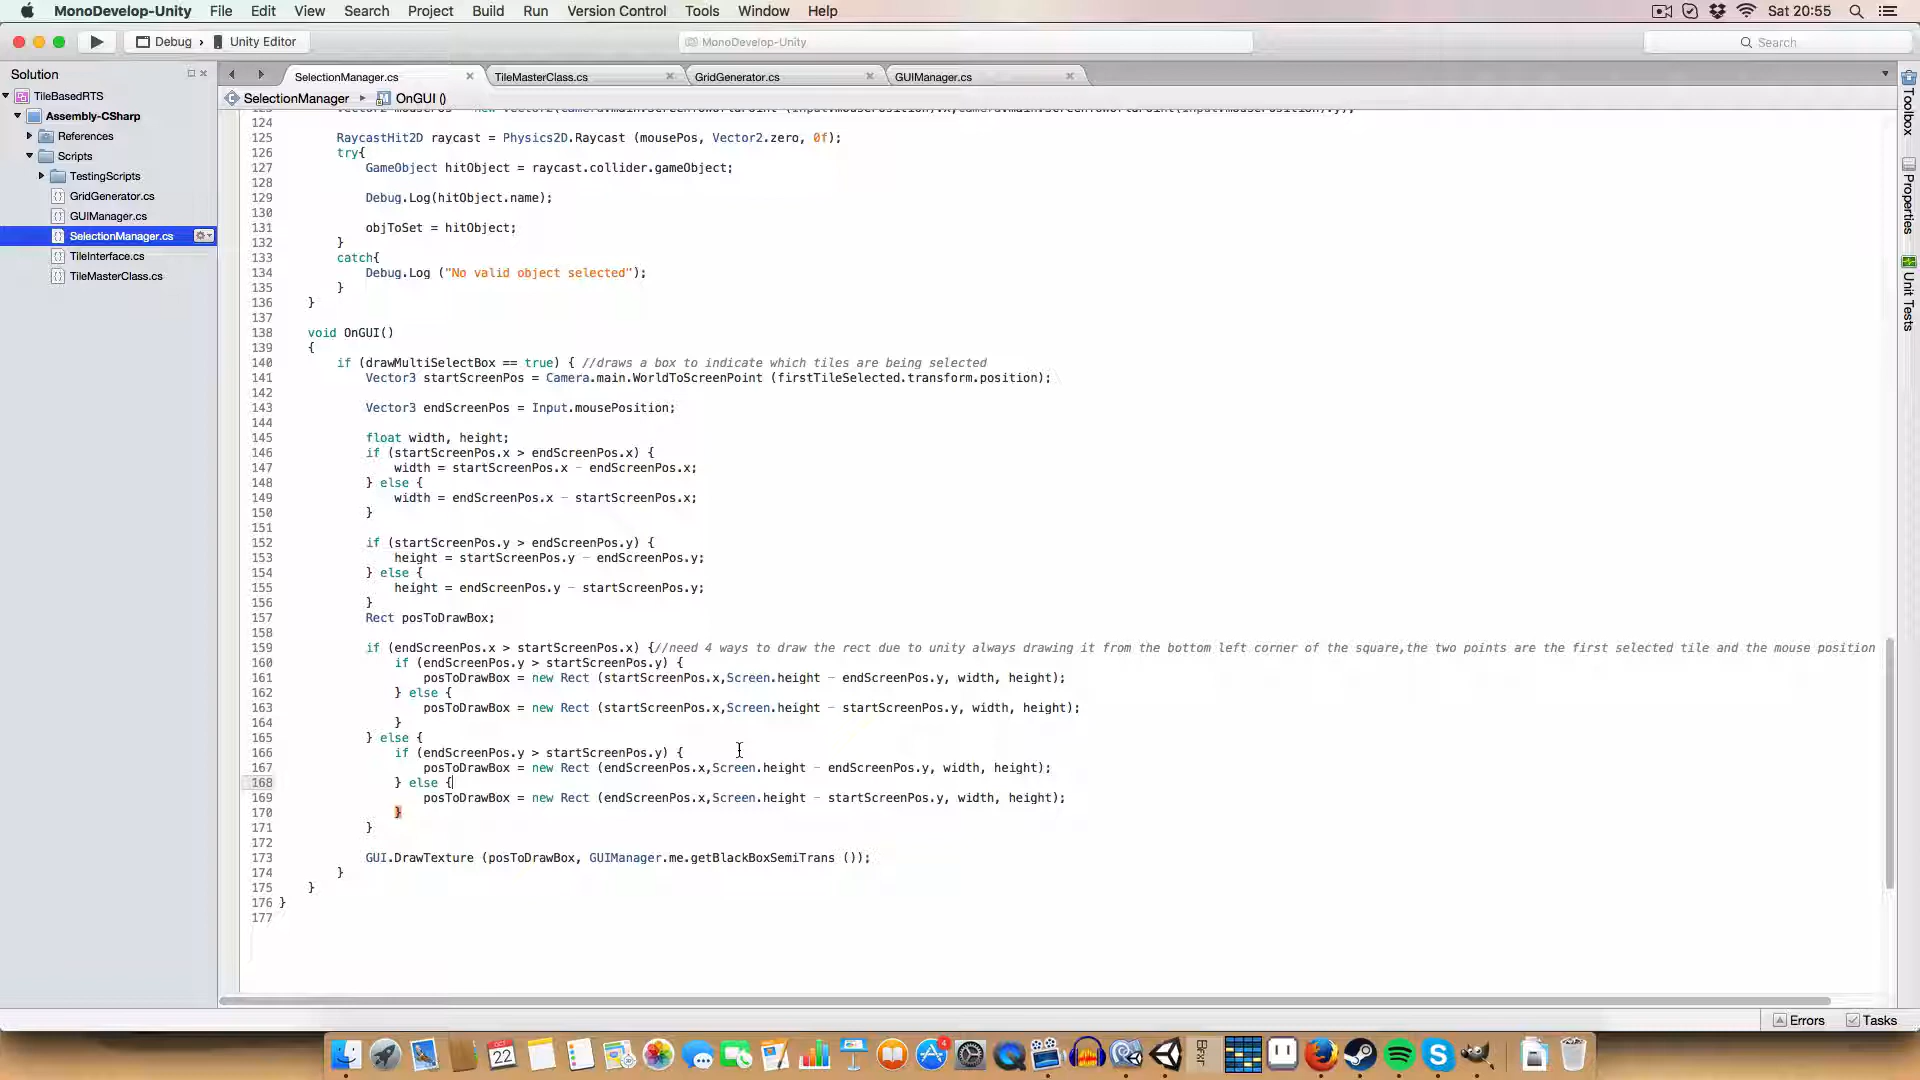 MonoDevelop-Unity File Edit View Search Project Build Run Version Control Tools Window Help Sat 20:55
Debug › Unity Editor MonoDevelop-Unity Search
Solution
SelectionManager.cs TileMasterClass.cs GridGenerator.cs GUIManager.cs
TileBasedRTS
SelectionManager OnGUI ()
Assembly-CSharp
References
Scripts
TestingScripts
GridGenerator.cs
GUIManager.cs
SelectionManager.cs
TileInterface.cs
TileMasterClass.cs
Toolbox
Properties
Unit Tests
124
125 RaycastHit2D raycast = Physics2D.Raycast (mousePos, Vector2.zero, 0f);
126 try{
127 GameObject hitObject = raycast.collider.gameObject;
128
129 Debug.Log(hitObject.name);
130
131 objToSet = hitObject;
132 }
133 catch{
134 Debug.Log ("No valid object selected");
135 }
136 }
137
138 void OnGUI()
139 {
140 if (drawMultiSelectBox == true) { //draws a box to indicate which tiles are being selected
141 Vector3 startScreenPos = Camera.main.WorldToScreenPoint (firstTileSelected.transform.position);
142
143 Vector3 endScreenPos = Input.mousePosition;
144
145 float width, height;
146 if (startScreenPos.x > endScreenPos.x) {
147 width = startScreenPos.x - endScreenPos.x;
148 } else {
149 width = endScreenPos.x - startScreenPos.x;
150 }
151
152 if (startScreenPos.y > endScreenPos.y) {
153 height = startScreenPos.y - endScreenPos.y;
154 } else {
155 height = endScreenPos.y - startScreenPos.y;
156 }
157 Rect posToDrawBox;
158
159 if (endScreenPos.x > startScreenPos.x) {//need 4 ways to draw the rect due to unity always drawing it from the bottom left corner of the square,the two points are the first selected tile and the mouse position
160 if (endScreenPos.y > startScreenPos.y) {
161 posToDrawBox = new Rect (startScreenPos.x,Screen.height - endScreenPos.y, width, height);
162 } else {
163 posToDrawBox = new Rect (startScreenPos.x,Screen.height - startScreenPos.y, width, height);
164 }
165 } else {
166 if (endScreenPos.y > startScreenPos.y) {
167 posToDrawBox = new Rect (endScreenPos.x,Screen.height - endScreenPos.y, width, height);
168 } else {
169 posToDrawBox = new Rect (endScreenPos.x,Screen.height - startScreenPos.y, width, height);
170 }
171 }
172
173 GUI.DrawTexture (posToDrawBox, GUIManager.me.getBlackBoxSemiTrans ());
174 }
175 }
176 }
177
Errors Tasks
22
4